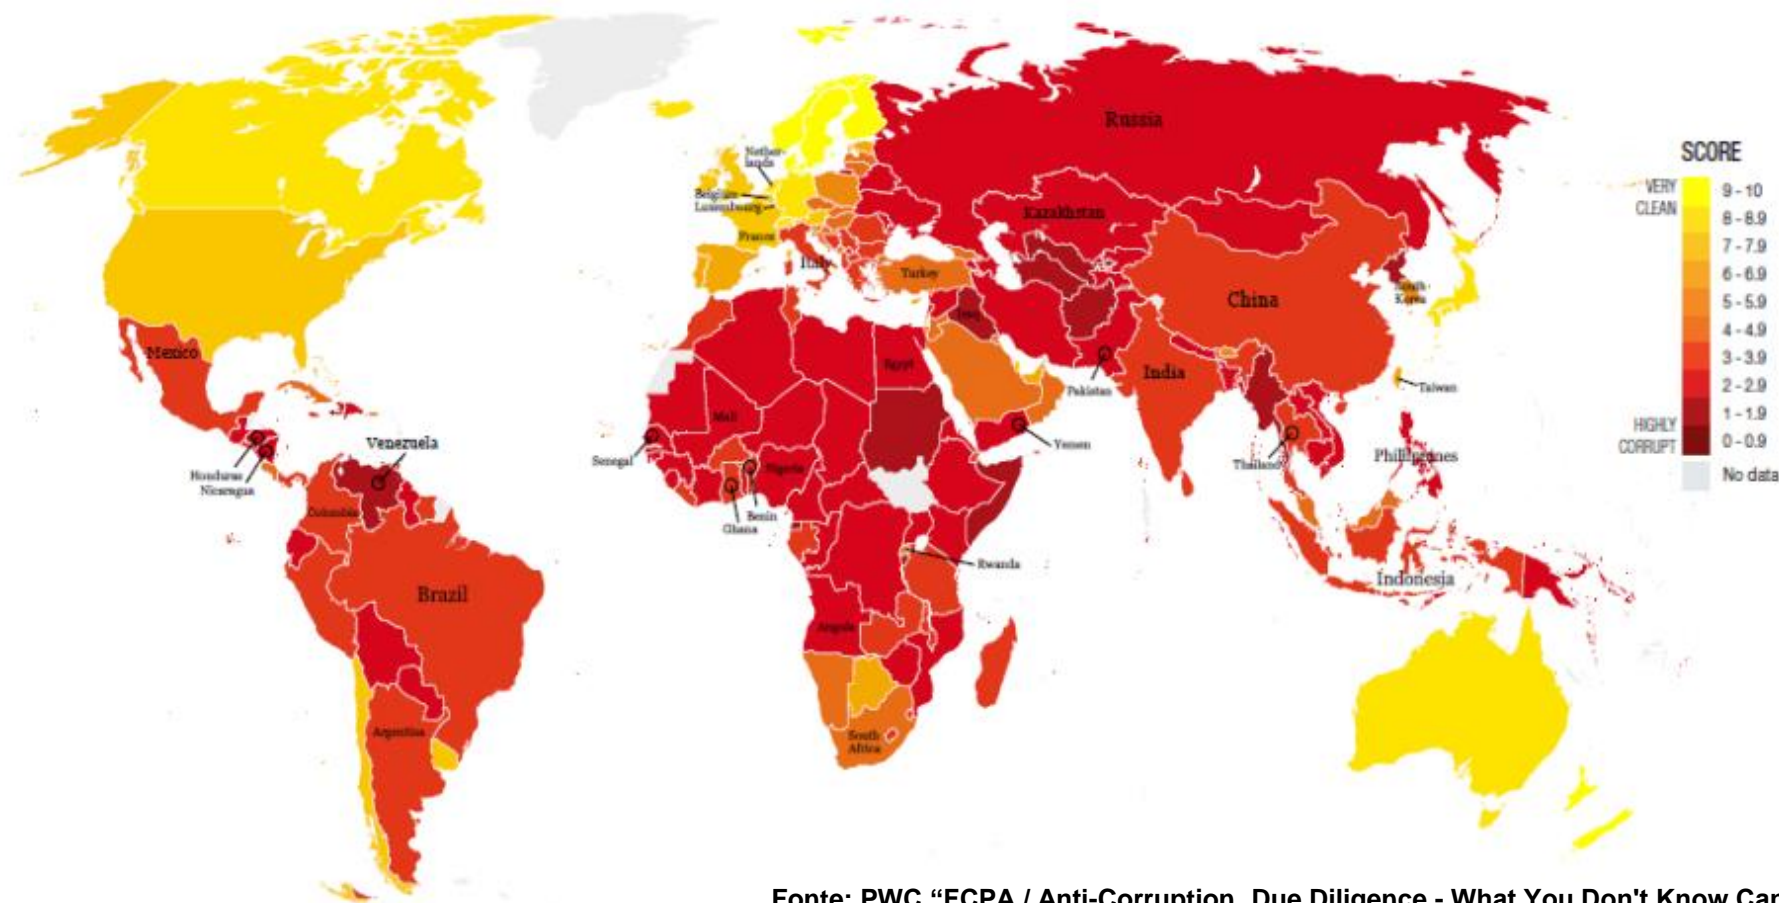 Russia
SCORE
VERY
CLEAN
9 - 10
8 - 8.9
7 - 7.9
6 - 6.9
5 - 5.9
4 - 4.9
3 - 3.9
2 - 2.9
1 - 1.9
0 - 0.9
HIGHLY
CORRUPT
No data
Nether-
lands
Belgium
Luxembourg
France
Italy
Turkey
Kazakhstan
China
South
Korea
Iraq
Egypt
Pakistan
India
Taiwan
Mexico
Venezuela
Honduras
Nicaragua
Colombia
Senegal
Mali
Nigeria
Benin
Ghana
Yemen
Thailand
Philippines
Rwanda
Indonesia
Brazil
Angola
Argentina
South
Africa
Fonte: PWC “FCPA / Anti-Corruption Due Diligence - What You Don't Know Can